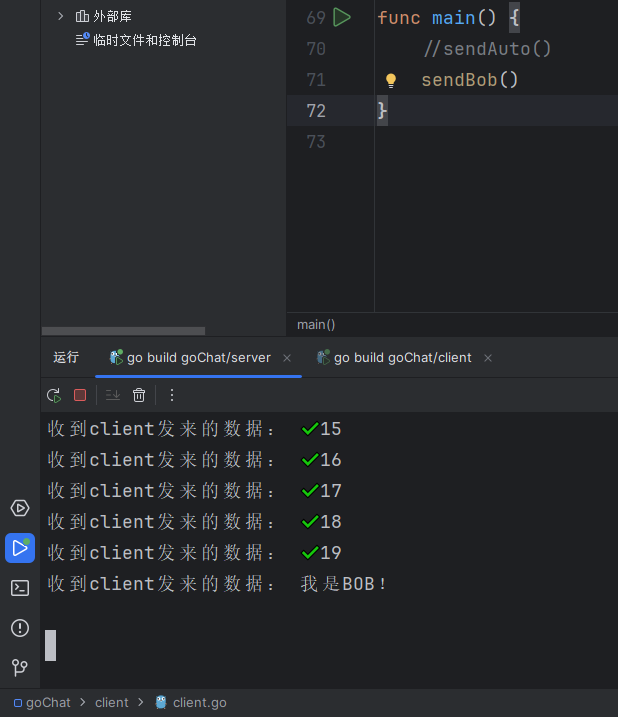 外部库
临时文件和控制台
69 func main() {
70 //sendAuto()
71 sendBob()
72 }
73
main()
运行 go build goChat/server × go build goChat/client ×
收到client发来的数据： ✔15
收到client发来的数据： ✔16
收到client发来的数据： ✔17
收到client发来的数据： ✔18
收到client发来的数据： ✔19
收到client发来的数据： 我是BOB!
goChat > client > client.go